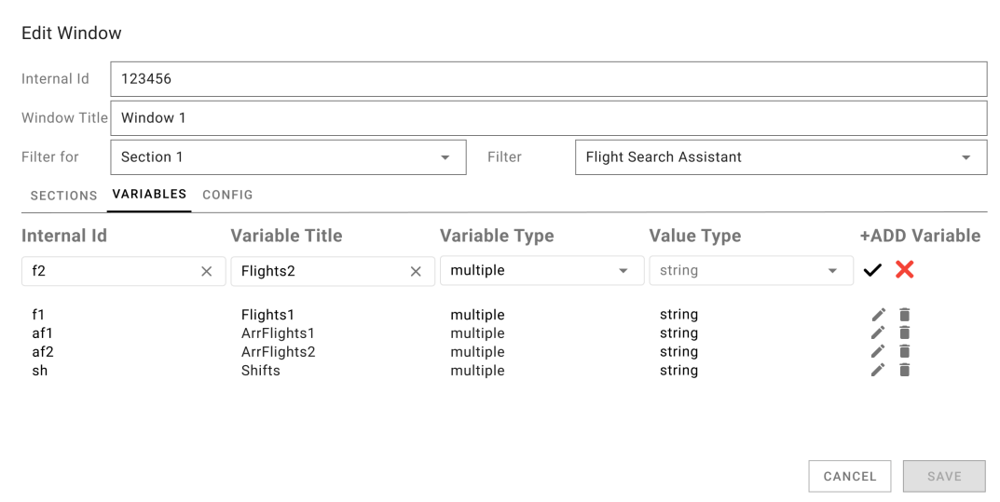 Edit Window
Internal Id 123456
Window Title Window 1
Filter for Section 1 Filter Flight Search Assistant
SECTIONS VARIABLES CONFIG
Internal Id Variable Title Variable Type Value Type +ADD Variable
f2 Flights2 multiple string
f1 Flights1 multiple string
af1 ArrFlights1 multiple string
af2 ArrFlights2 multiple string
sh Shifts multiple string
CANCEL SAVE